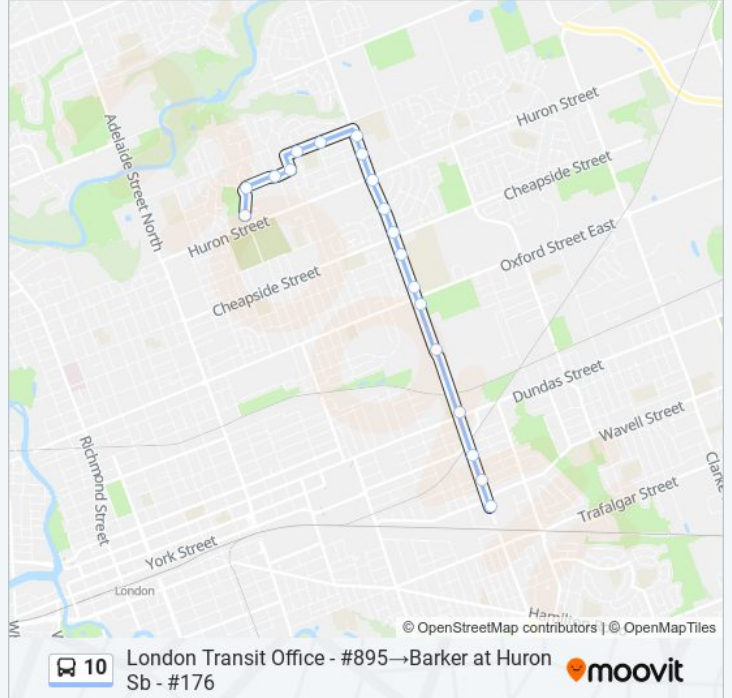 Huron Street
Adelaide Street North
Cheapside Street
Huron Street
Oxford Street East
Cheapside Street
Dundas Street
Wavell Street
Richmond Street
Trafalgar Street
York Street
London
© OpenStreetMap contributors | © OpenMapTiles
10
London Transit Office - #895→Barker at Huron
Sb - #176
moovit